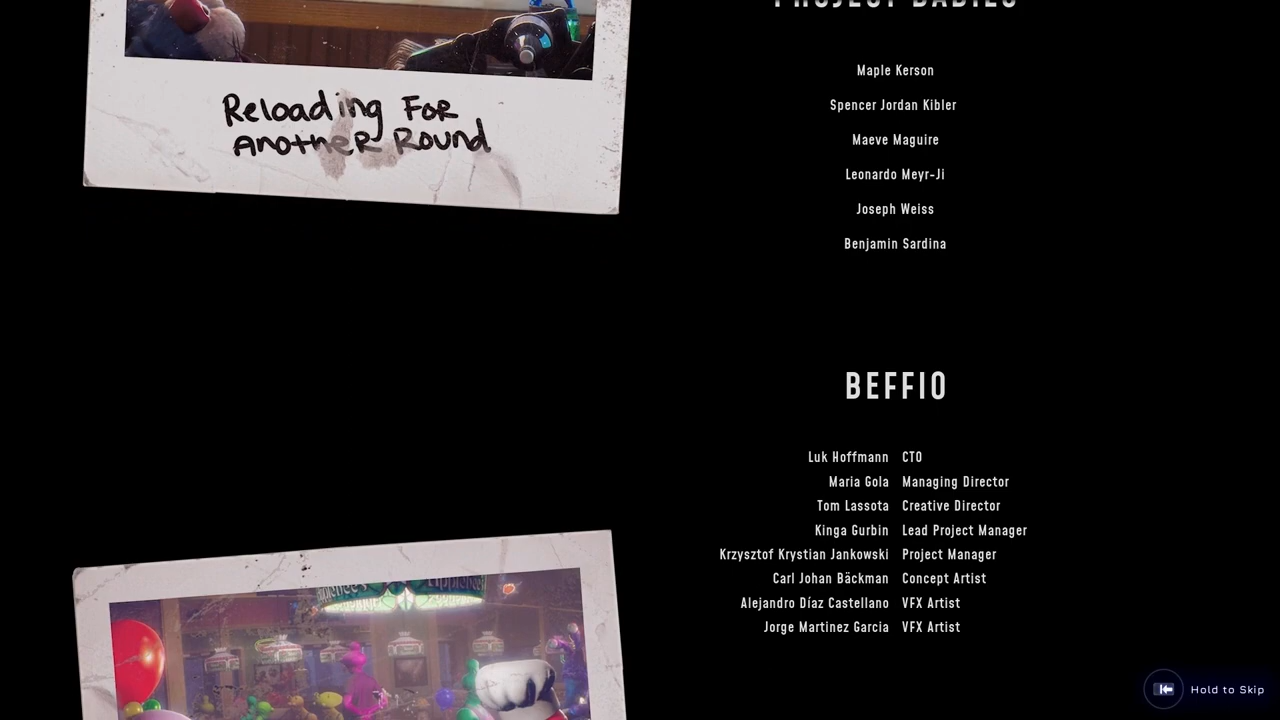 PROJECT BABIES
Reloading For
Another Round
Maple Kerson
Spencer Jordan Kibler
Maeve Maguire
Leonardo Meyr-Ji
Joseph Weiss
Benjamin Sardina
BEFFIO
Luk Hoffmann CTO
Maria Gola Managing Director
Tom Lassota Creative Director
Kinga Gurbin Lead Project Manager
Krzysztof Krystian Jankowski Project Manager
Carl Johan Bäckman Concept Artist
Alejandro Díaz Castellano VFX Artist
Jorge Martinez Garcia VFX Artist
Hold to Skip